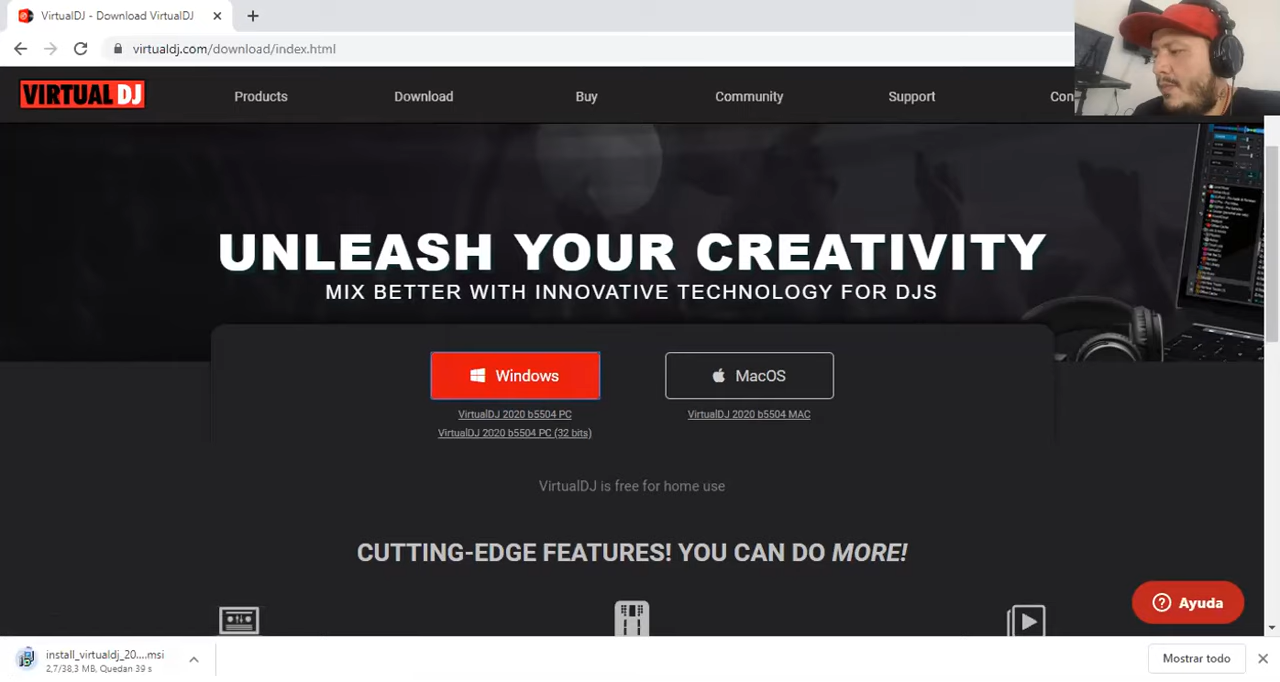 VirtualDJ - Download VirtualDJ
virtualdj.com/download/index.html
VIRTUAL DJ
Products
Download
Buy
Community
Support
Con
UNLEASH YOUR CREATIVITY
MIX BETTER WITH INNOVATIVE TECHNOLOGY FOR DJS
Windows
MacOS
VirtualDJ 2020 b5504 PC
VirtualDJ 2020 b5504 MAC
VirtualDJ 2020 b5504 PC (32 bits)
VirtualDJ is free for home use
CUTTING-EDGE FEATURES! YOU CAN DO MORE!
Ayuda
install_virtualdj_20....msi
2,7/38,3 MB, Quedan 39 s
Mostrar todo